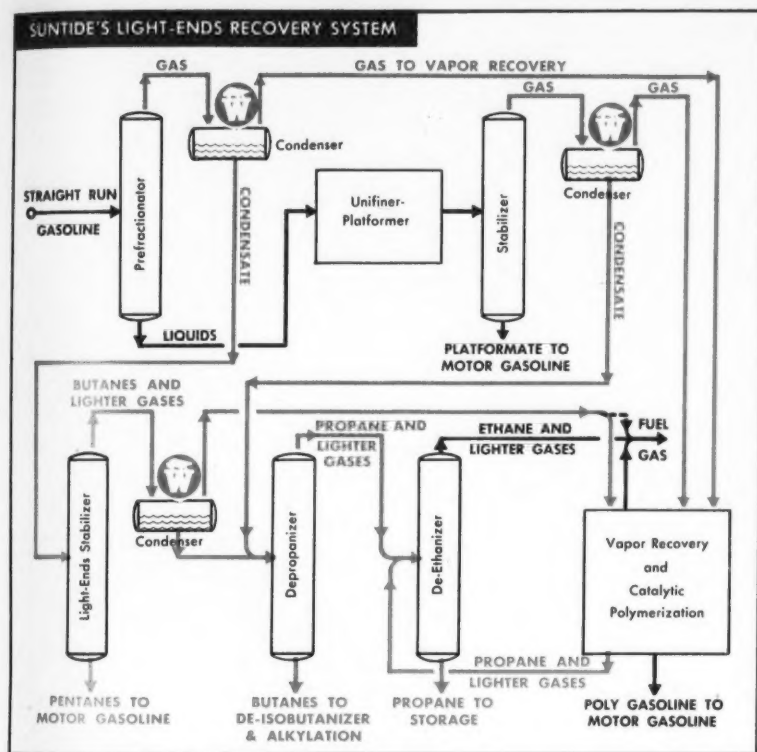 SUNTIDE'S LIGHT-ENDS RECOVERY SYSTEM
GAS
GAS TO VAPOR RECOVERY
GAS
GAS
Condenser
Condenser
STRAIGHT RUN
GASOLINE
Prefractionator
CONDENSATE
Unifiner-
Platformer
Stabilizer
CONDENSATE
LIQUIDS
PLATFORMATE TO
MOTOR GASOLINE
BUTANES AND
LIGHTER GASES
PROPANE AND
LIGHTER
GASES
ETHANE AND
LIGHTER GASES
FUEL
GAS
Condenser
Light-Ends Stabilizer
Depropanizer
De-Ethanizer
Vapor Recovery
and
Catalytic
Polymerization
PROPANE AND
LIGHTER GASES
PENTANES TO
MOTOR GASOLINE
BUTANES TO
DE-ISOBUTANIZER
& ALKYLATION
PROPANE TO
STORAGE
POLY GASOLINE TO
MOTOR GASOLINE